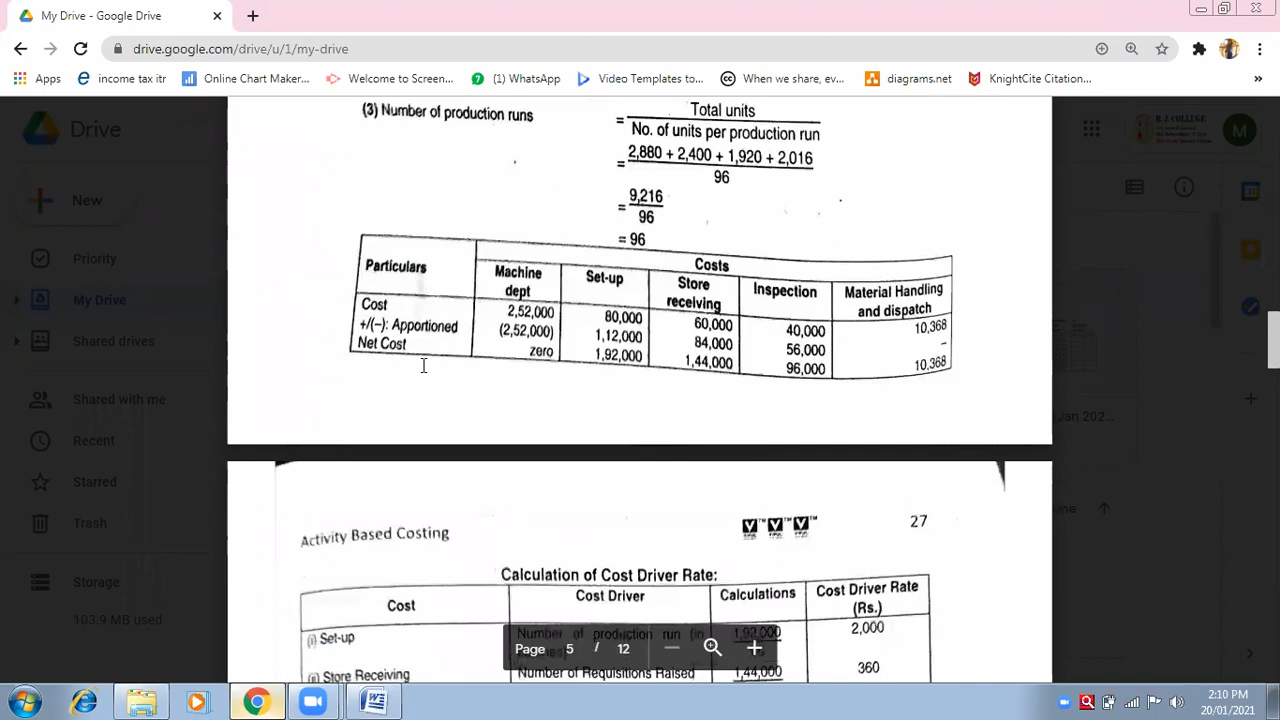 My Drive - Google Drive
drive.google.com/drive/u/1/my-drive
Apps income tax itr Online Chart Maker... Welcome to Screen... (1) WhatsApp Video Templates to... When we share, ev... diagrams.net KnightCite Citation... »
Drive
New
Priority
My Drive
Shared drives
Shared with me
Recent
Starred
Trash
Storage
103.9 MB used
R.J. COLLEGE
M
(3) Number of production runs = Total units
No. of units per production run
= 2,880 + 2,400 + 1,920 + 2,016
96
= 9,216
96
= 96
Particulars Costs
Machine dept Set-up Store receiving Inspection Material Handling and dispatch
Cost 2,52,000 80,000 60,000 40,000 10,368
+/(–): Apportioned (2,52,000) 1,12,000 84,000 56,000 –
Net Cost zero 1,92,000 1,44,000 96,000 10,368
Jan 202...
Activity Based Costing VVV 27
Calculation of Cost Driver Rate:
Cost Cost Driver Calculations Cost Driver Rate (Rs.)
(i) Set-up Number of production run (in 1,92,000 2,000
(ii) Store Receiving Number of Requisitions Raised 1,44,000 360
Page 5 / 12
2:10 PM
20/01/2021